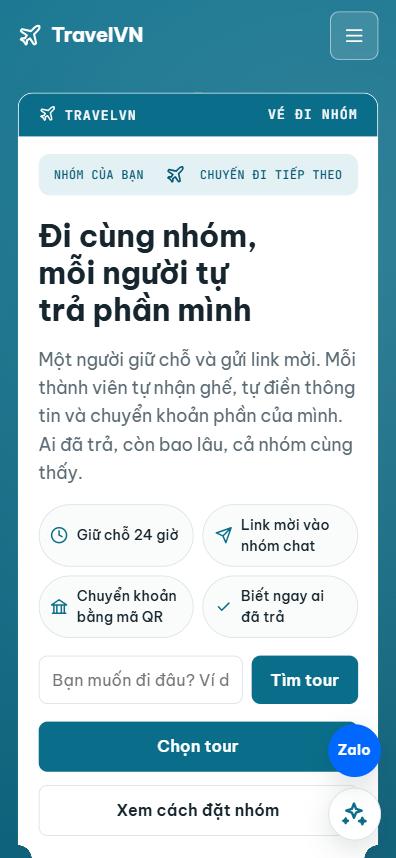 TravelVN
TRAVELVN
VÉ ĐI NHÓM
NHÓM CỦA BẠN
CHUYẾN ĐI TIẾP THEO
Đi cùng nhóm,
mỗi người tự
trả phần mình
Một người giữ chỗ và gửi link mời. Mỗi
thành viên tự nhận ghế, tự điền thông
tin và chuyển khoản phần của mình.
Ai đã trả, còn bao lâu, cả nhóm cùng
thấy.
Giữ chỗ 24 giờ
Link mời vào
nhóm chat
Chuyển khoản
bằng mã QR
Biết ngay ai
đã trả
Bạn muốn đi đâu? Ví d
Tìm tour
Chọn tour
Zalo
Xem cách đặt nhóm